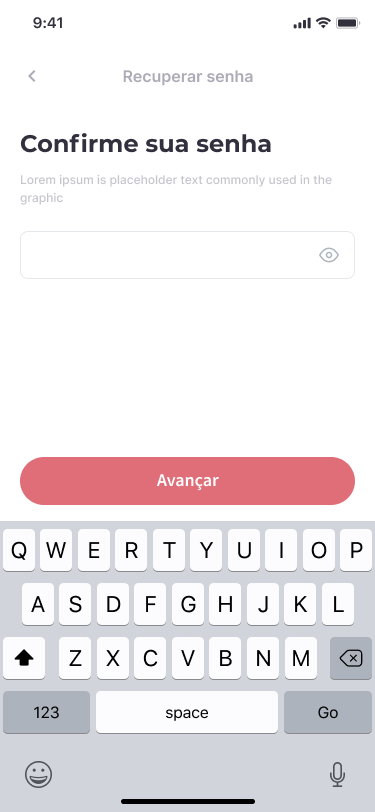 9:41
Recuperar senha
Confirme sua senha
Lorem ipsum is placeholder text commonly used in the
graphic
Avançar
Q W E R T Y U I O P
A S D F G H J K L
Z X C V B N M
123 space Go